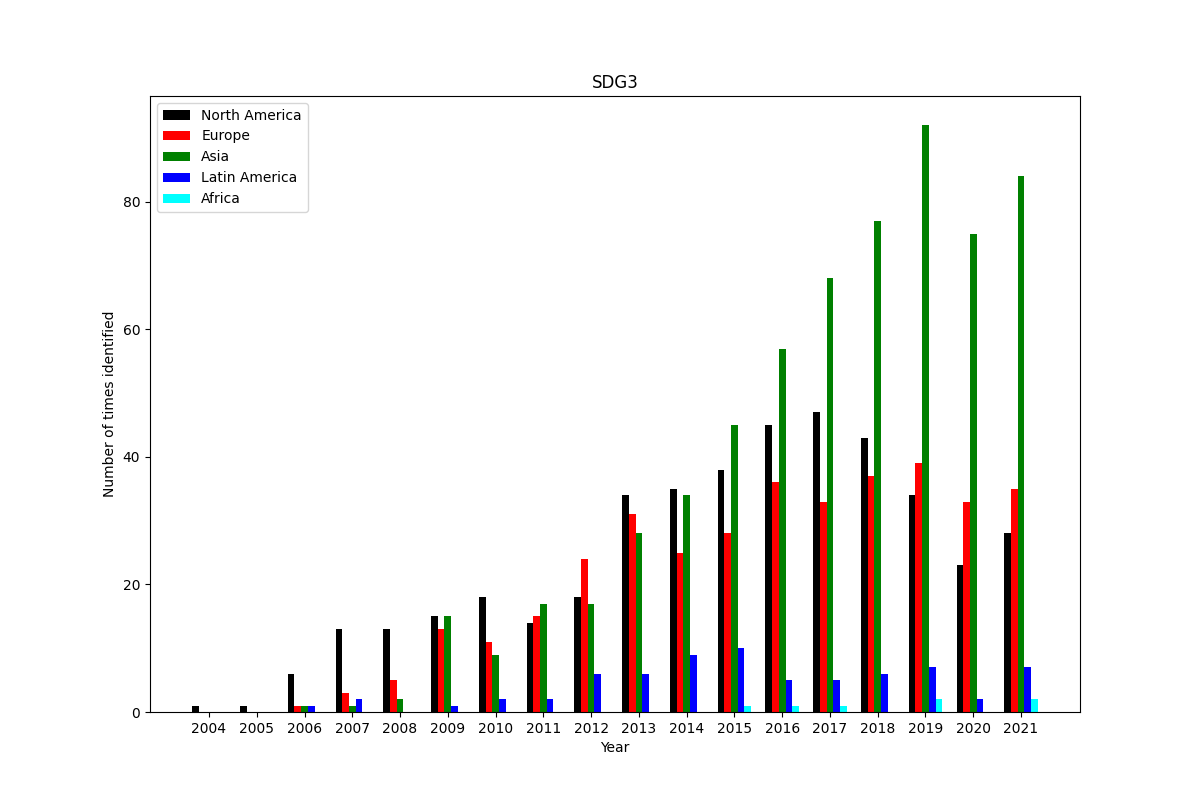 SDG3
North America
Europe
Asia
Latin America
Africa
Number of times identified
80
60
40
20
0
2004 2005 2006 2007 2008 2009 2010 2011 2012 2013 2014 2015 2016 2017 2018 2019 2020 2021
Year